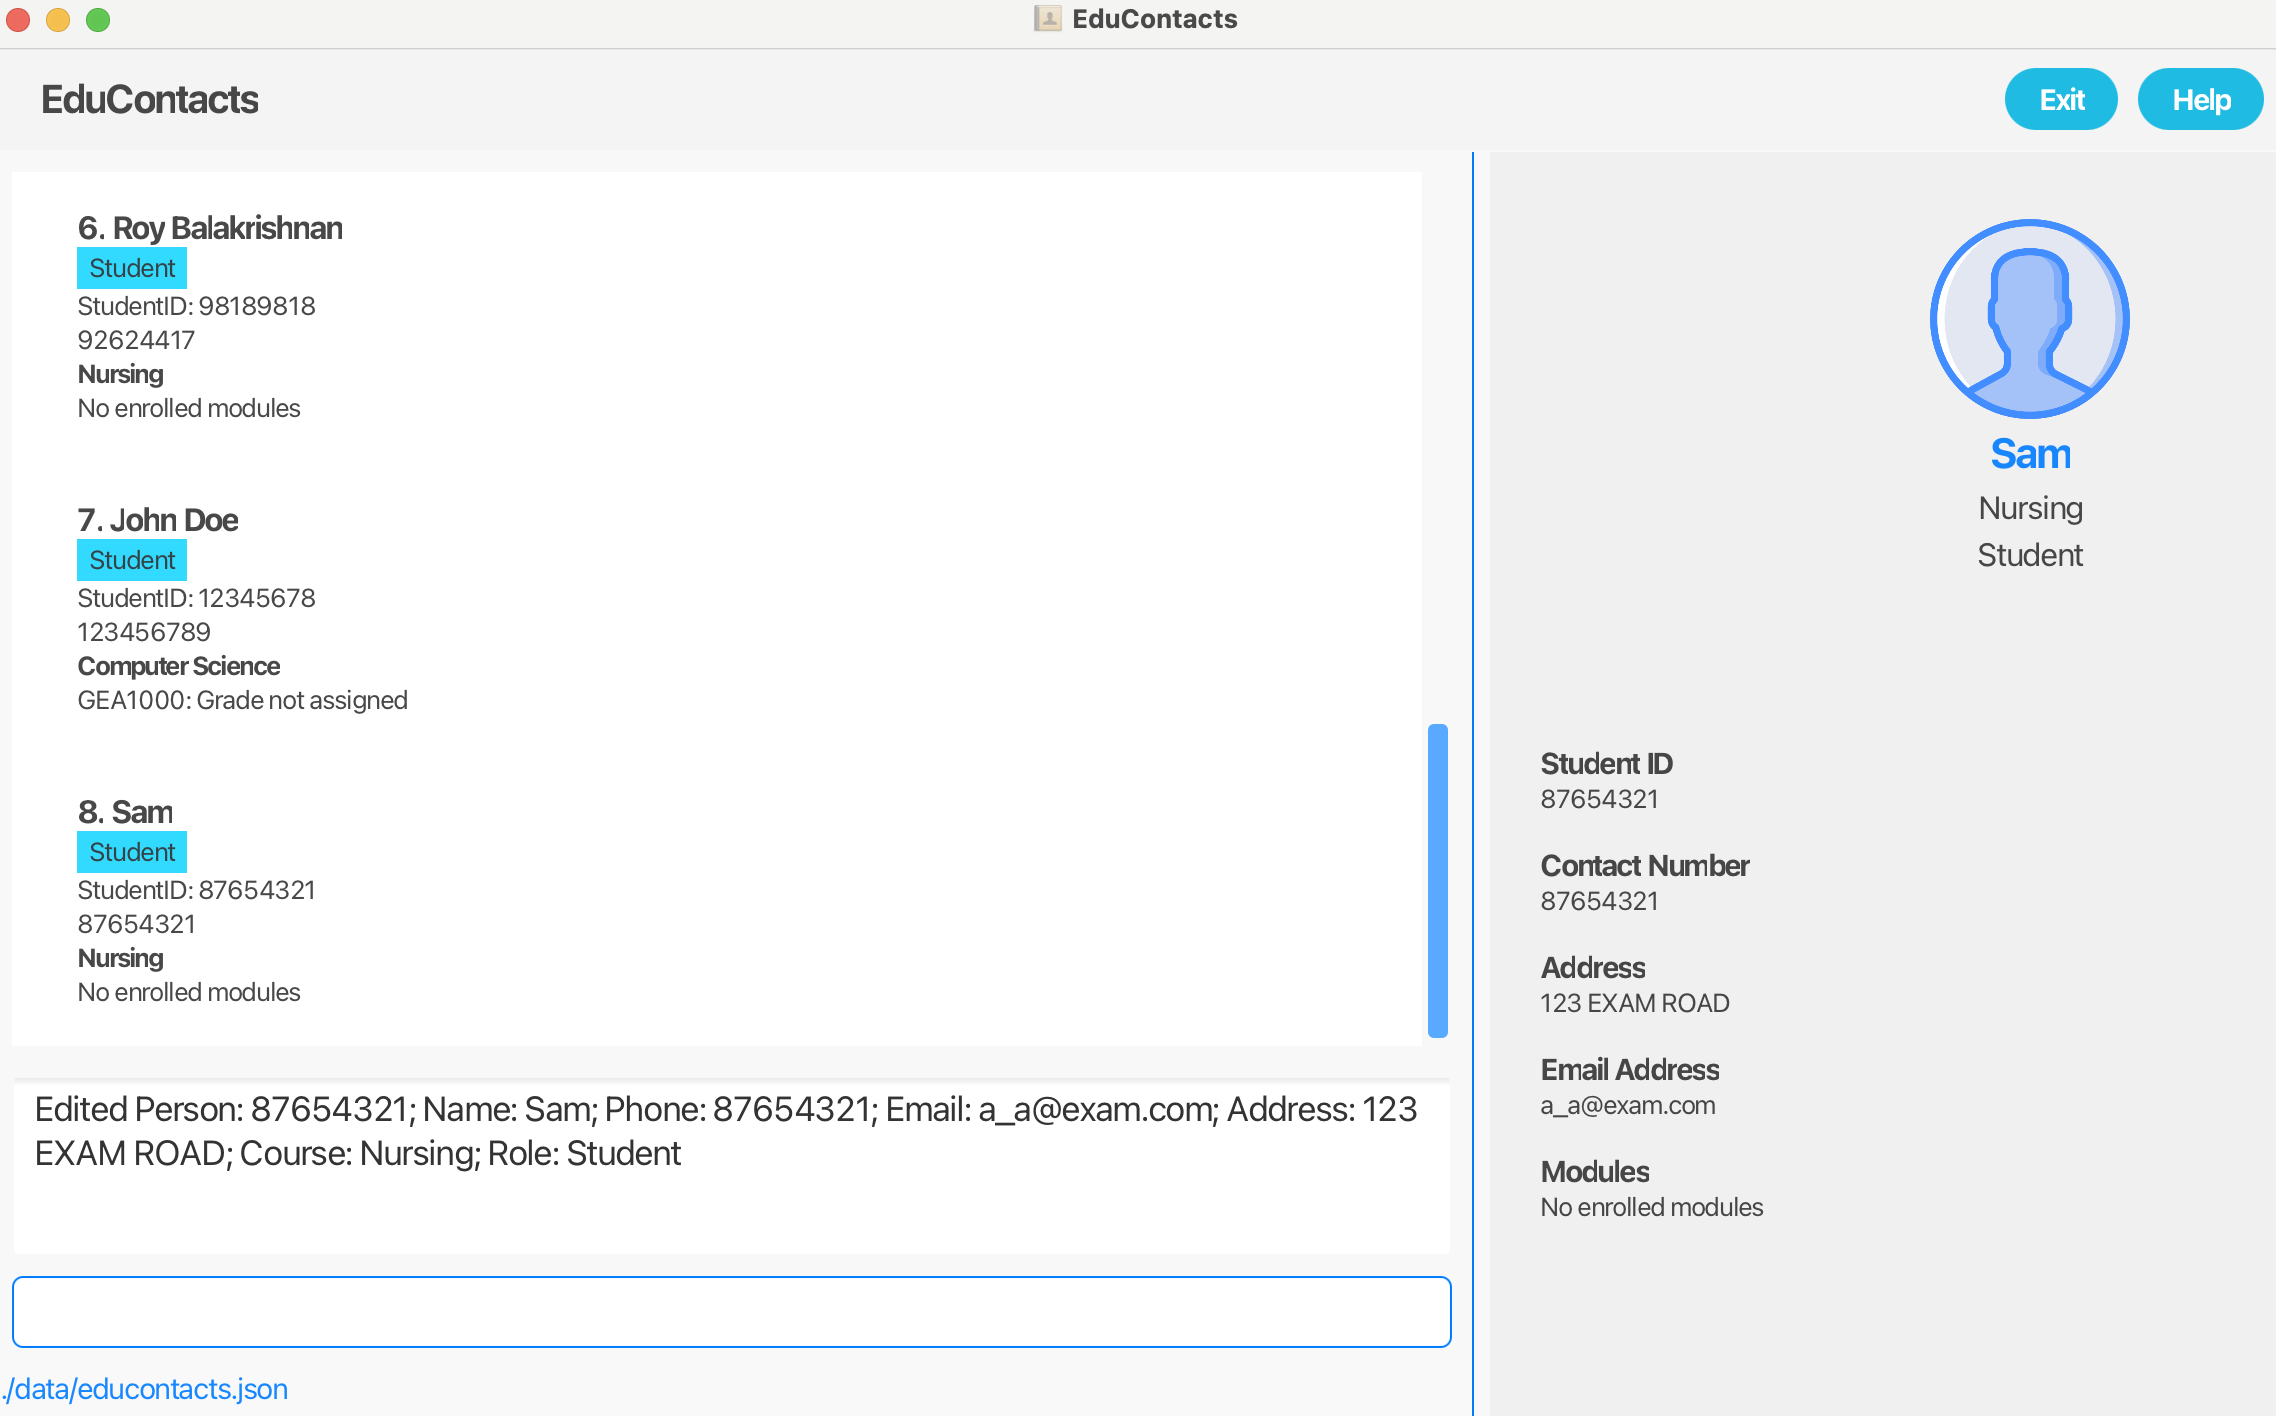 EduContacts
EduContacts
Exit
Help
6. Roy Balakrishnan
Student
StudentID: 98189818
92624417
Nursing
No enrolled modules
7. John Doe
Student
StudentID: 12345678
123456789
Computer Science
GEA1000: Grade not assigned
8. Sam
Student
StudentID: 87654321
87654321
Nursing
No enrolled modules
Edited Person: 87654321; Name: Sam; Phone: 87654321; Email: a_a@exam.com; Address: 123
EXAM ROAD; Course: Nursing; Role: Student
./data/educontacts.json
Sam
Nursing
Student
Student ID
87654321
Contact Number
87654321
Address
123 EXAM ROAD
Email Address
a_a@exam.com
Modules
No enrolled modules